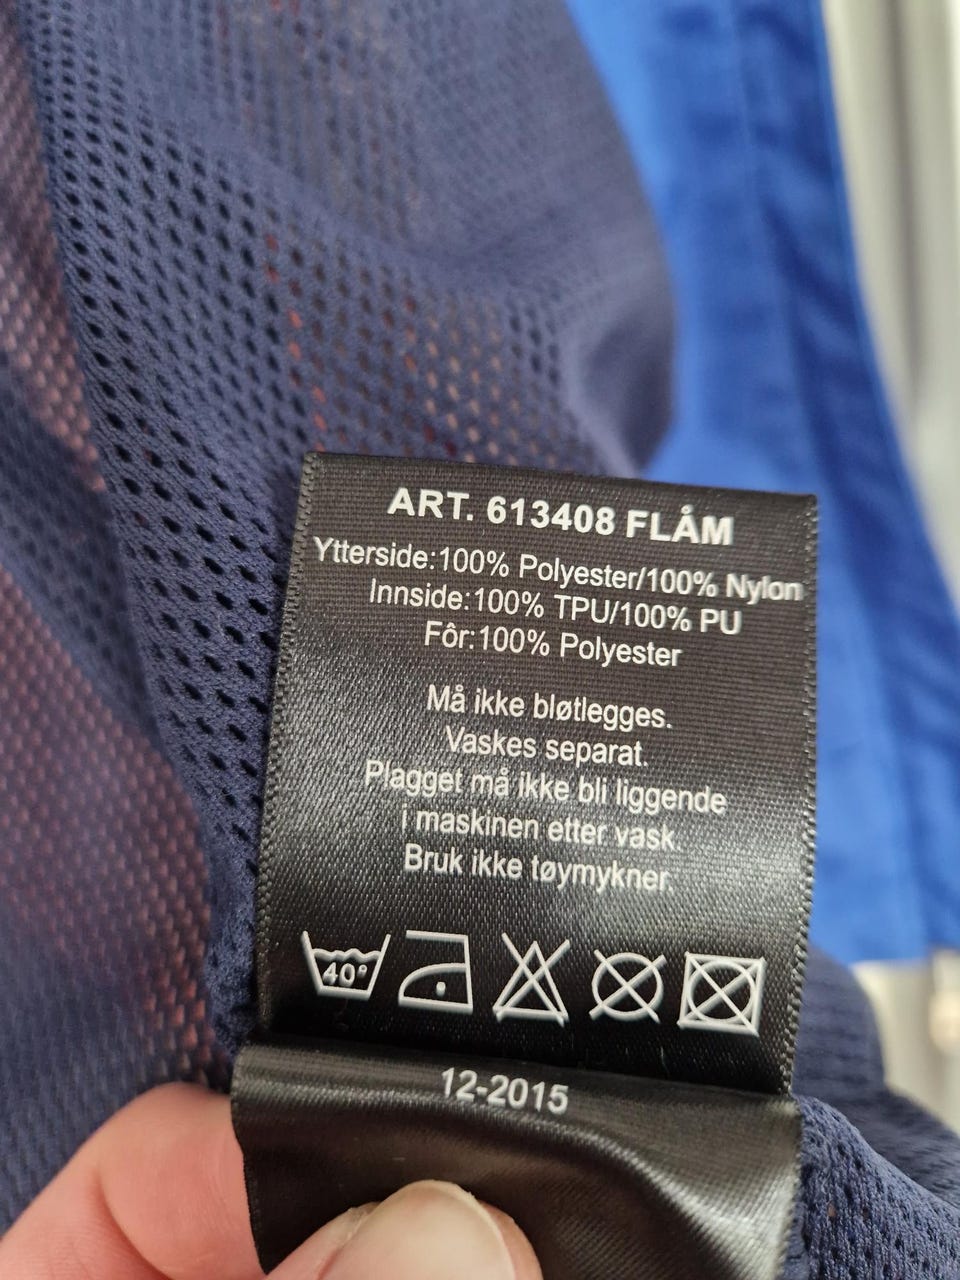 ART. 613408 FLÅM
Ytterside:100% Polyester/100% Nylon
Innside:100% TPU/100% PU
Fôr:100% Polyester
Må ikke bløtlegges.
Vaskes separat.
Plagget må ikke bli liggende
i maskinen etter vask.
Bruk ikke tøymykner.
40°
12-2015